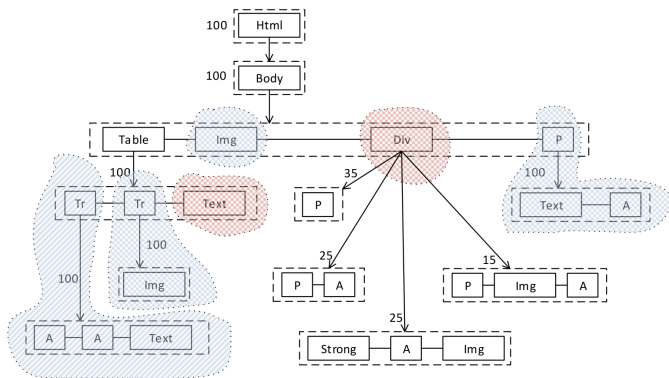 100 Html
100 Body
Table Img Div P
100 35 100
Tr Tr Text P Text A
100
25 15
100 Img P A P Img A
25
A A Text Strong A Img